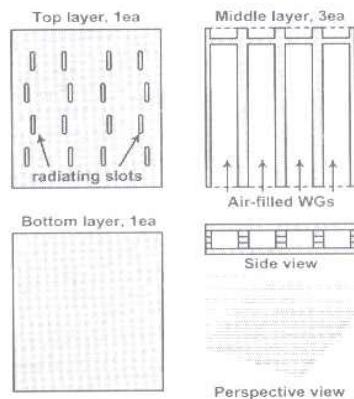 Top layer, 1ea
radiating slots
Middle layer, 3ea
Air-filled WGs
Bottom layer, 1ea
Side view
Perspective view